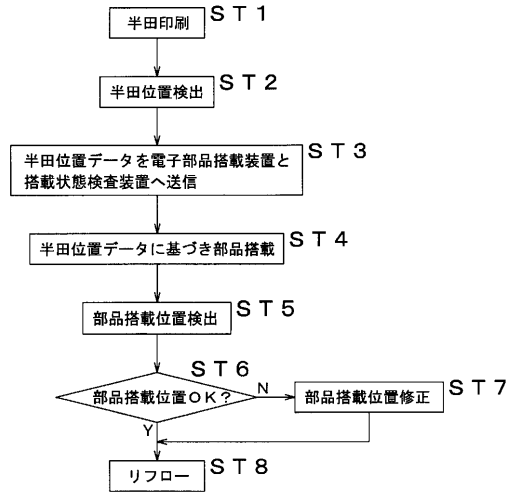 半田印刷
ST1
半田位置検出
ST2
半田位置データを電子部品搭載装置と
搭載状態検査装置へ送信
ST3
半田位置データに基づき部品搭載
ST4
部品搭載位置検出
ST5
部品搭載位置OK?
ST6
N
部品搭載位置修正
ST7
Y
リフロー
ST8